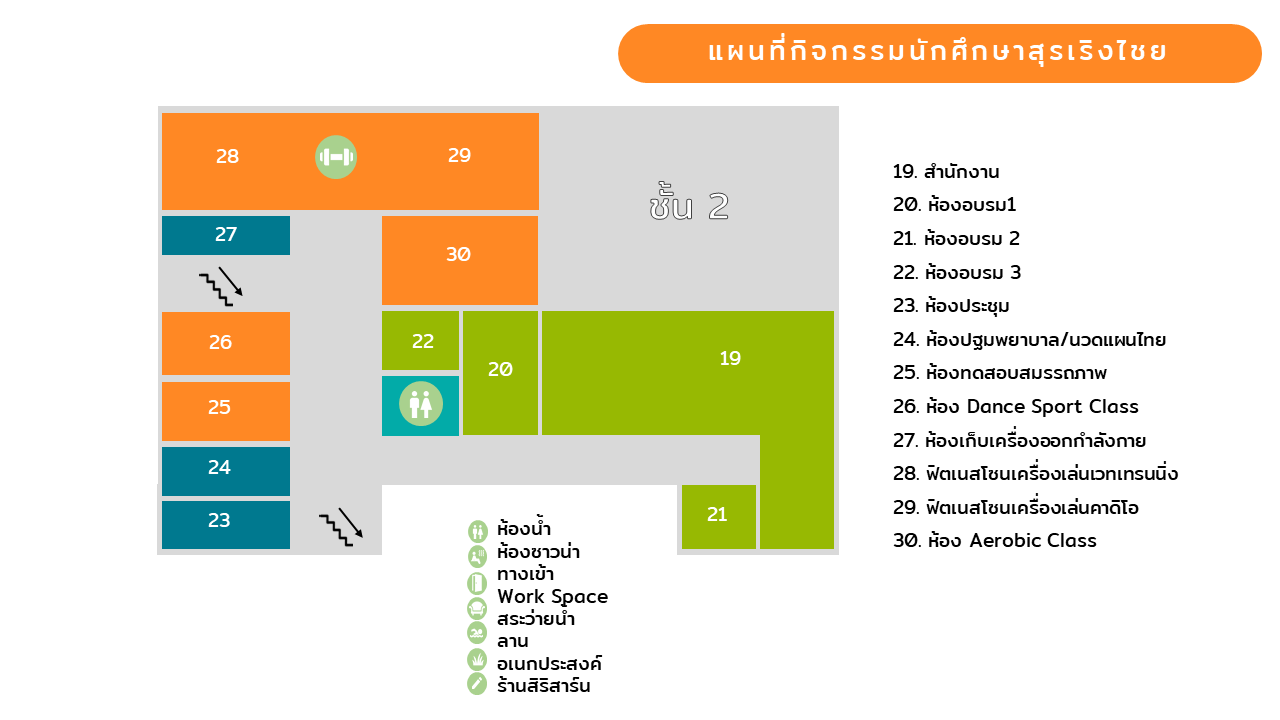 แผนที่กิจกรรมนักศึกษาสุรเริงไชย
28
29
ชั้น 2
27
30
26
22
20
19
25
24
23
21
19. สำนักงาน
20. ห้องอบรม1
21. ห้องอบรม 2
22. ห้องอบรม 3
23. ห้องประชุม
24. ห้องปฐมพยาบาล/นวดแผนไทย
25. ห้องทดสอบสมรรถภาพ
26. ห้อง Dance Sport Class
27. ห้องเก็บเครื่องออกกำลังกาย
28. ฟิตเนสโซนเครื่องเล่นเวทเทรนนิ่ง
29. ฟิตเนสโซนเครื่องเล่นคาดิโอ
30. ห้อง Aerobic Class
ห้องน้ำ
ห้องซาวน่า
ทางเข้า
Work Space
สระว่ายน้ำ
ลาน
อเนกประสงค์
ร้านสิริสาร์น